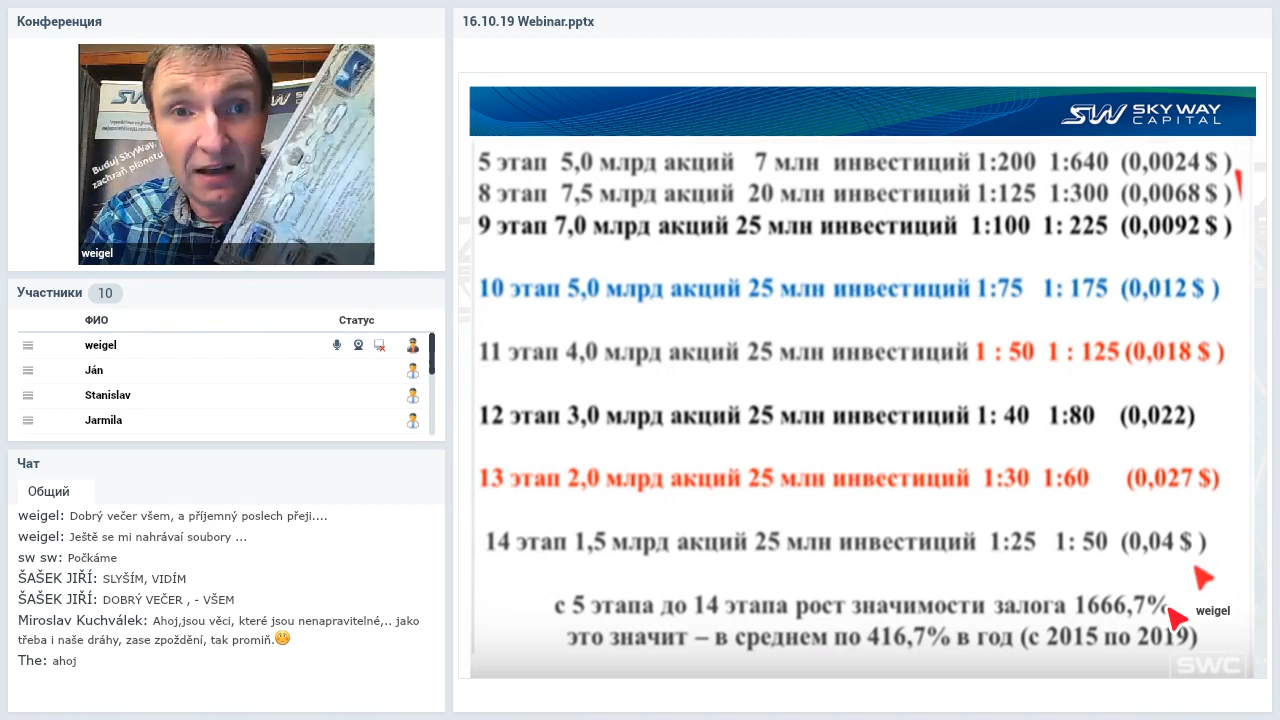 Конференция
SW
Buduj SkyWay,
zachraň planetu
weigel
Участники 10
ФИО Статус
weigel
Ján
Stanislav
Jarmila
Чат
Общий
weigel: Dobrý večer všem, a příjemný poslech přeji....
weigel: Ještě se mi nahrávaí soubory ...
sw sw: Počkáme
ŠAŠEK JIŘÍ: SLYŠÍM, VIDÍM
ŠAŠEK JIŘÍ: DOBRÝ VEČER , - VŠEM
Miroslav Kuchválek: Ahoj,jsou věci, které jsou nenapravitelné,.. jako
třeba i naše dráhy, zase zpoždění, tak promiň.
The: ahoj
16.10.19 Webinar.pptx
SW SKY WAY
CAPITAL
5 этап 5,0 млрд акций 7 млн инвестиций 1:200 1:640 (0,0024 $ )
8 этап 7,5 млрд акций 20 млн инвестиций 1:125 1:300 (0,0068 $ )
9 этап 7,0 млрд акций 25 млн инвестиций 1:100 1: 225 (0,0092 $ )
10 этап 5,0 млрд акций 25 млн инвестиций 1:75 1: 175 (0,012 $ )
11 этап 4,0 млрд акций 25 млн инвестиций 1 : 50 1 : 125 (0,018 $ )
12 этап 3,0 млрд акций 25 млн инвестиций 1: 40 1:80 (0,022)
13 этап 2,0 млрд акций 25 млн инвестиций 1:30 1:60 (0,027 $)
14 этап 1,5 млрд акций 25 млн инвестиций 1:25 1: 50 (0,04 $ )
с 5 этапа до 14 этапа рост значимости залога 1666,7%
weigel
это значит – в среднем по 416,7% в год (с 2015 по 2019)
SWC